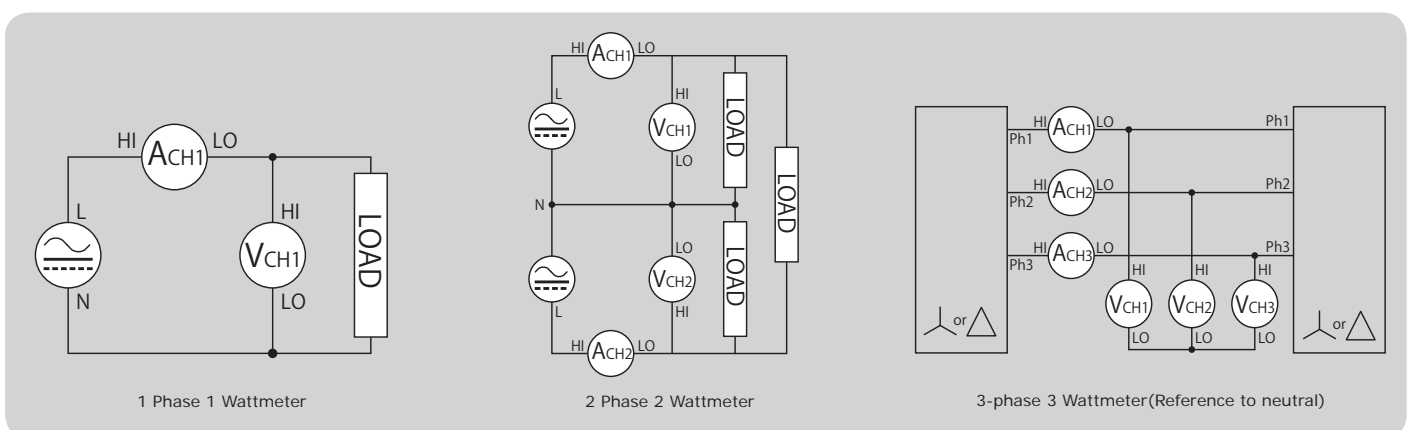 HI ACH1 LO
L
N
HI
VCH1
LO
LOAD
1 Phase 1 Wattmeter
HI ACH1 LO
L
HI
VCH1
LO
LOAD
N
LOAD
LO
VCH2
HI
LOAD
L
HI ACH2 LO
2 Phase 2 Wattmeter
Ph1 HI ACH1 LO Ph1
Ph2 HI ACH2 LO Ph2
Ph3 HI ACH3 LO Ph3
HI HI HI
VCH1 VCH2 VCH3
LO LO LO
or
or
3-phase 3 Wattmeter(Reference to neutral)